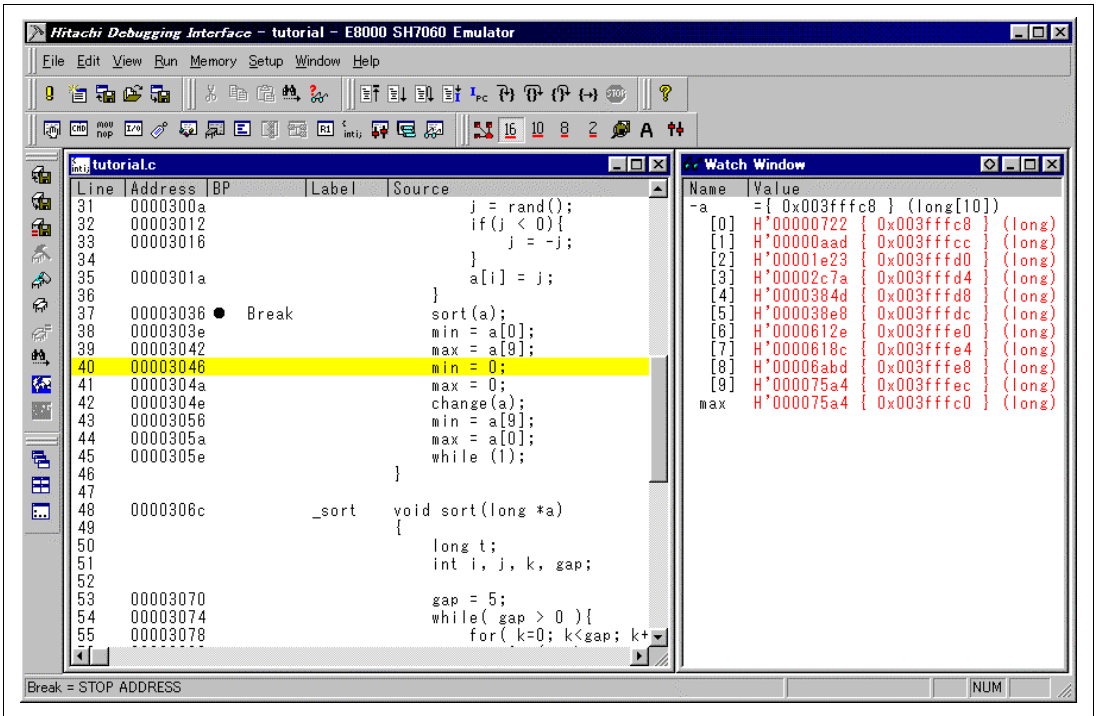 Hitachi Debugging Interface - tutorial - E8000 SH7060 Emulator
File Edit View Run Memory Setup Window Help
16 10 8 2 A
tutorial.c
Line Address BP Label Source
31 0000300a j = rand();
32 00003012 if(j < 0){
33 00003016 j = -j;
34 }
35 0000301a a[i] = j;
36 }
37 00003036 Break sort(a);
38 0000303e min = a[0];
39 00003042 max = a[9];
40 00003046 min = 0;
41 0000304a max = 0;
42 0000304e change(a);
43 00003056 min = a[9];
44 0000305a max = a[0];
45 0000305e while (1);
46 }
47
48 0000306c _sort void sort(long *a)
49 {
50 long t;
51 int i, j, k, gap;
52
53 00003070 gap = 5;
54 00003074 while( gap > 0 ){
55 00003078 for( k=0; k<gap; k+
Watch Window
Name Value
-a ={ 0x003fffc8 } (long[10])
[0] H'00000722 { 0x003fffc8 } (long)
[1] H'00000aad { 0x003fffcc } (long)
[2] H'00001e23 { 0x003fffd0 } (long)
[3] H'00002c7a { 0x003fffd4 } (long)
[4] H'0000384d { 0x003fffd8 } (long)
[5] H'000038e8 { 0x003fffdc } (long)
[6] H'0000612e { 0x003fffe0 } (long)
[7] H'0000618c { 0x003fffe4 } (long)
[8] H'00006abd { 0x003fffe8 } (long)
[9] H'000075a4 { 0x003fffec } (long)
max H'000075a4 { 0x003fffc0 } (long)
Break = STOP ADDRESS
NUM